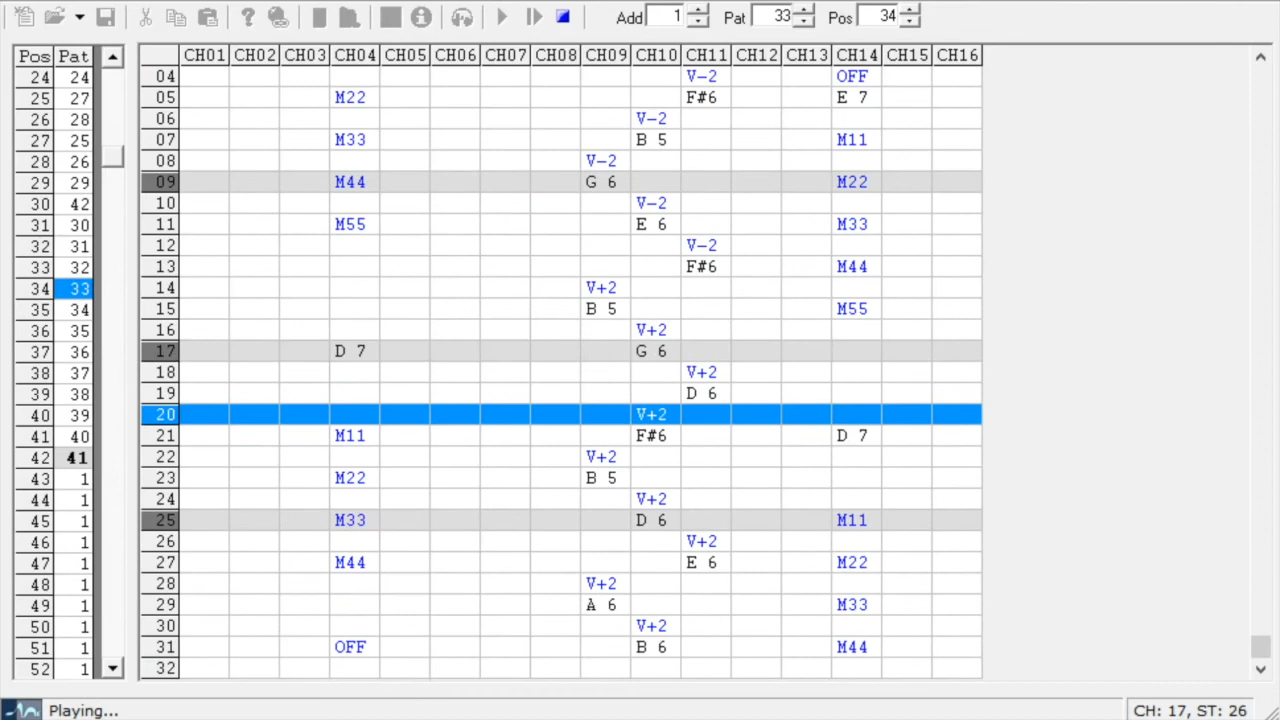 Add 1 Pat 33 Pos 34
Pos Pat CH01 CH02 CH03 CH04 CH05 CH06 CH07 CH08 CH09 CH10 CH11 CH12 CH13 CH14 CH15 CH16
24 24 04 V-2 OFF
25 27 05 M22 F#6 E 7
26 28 06 V-2
27 25 07 M33 B 5 M11
28 26 08 V-2
29 29 09 M44 G 6 M22
30 42 10 V-2
31 30 11 M55 E 6 M33
32 31 12 V-2
33 32 13 F#6 M44
34 33 14 V+2
35 34 15 B 5 M55
36 35 16 V+2
37 36 17 D 7 G 6
38 37 18 V+2
39 38 19 D 6
40 39 20 V+2
41 40 21 M11 F#6 D 7
42 41 22 V+2
43 1 23 M22 B 5
44 1 24 V+2
45 1 25 M33 D 6 M11
46 1 26 V+2
47 1 27 M44 E 6 M22
48 1 28 V+2
49 1 29 A 6 M33
50 1 30 V+2
51 1 31 OFF B 6 M44
52 1 32
Playing... CH: 17, ST: 26